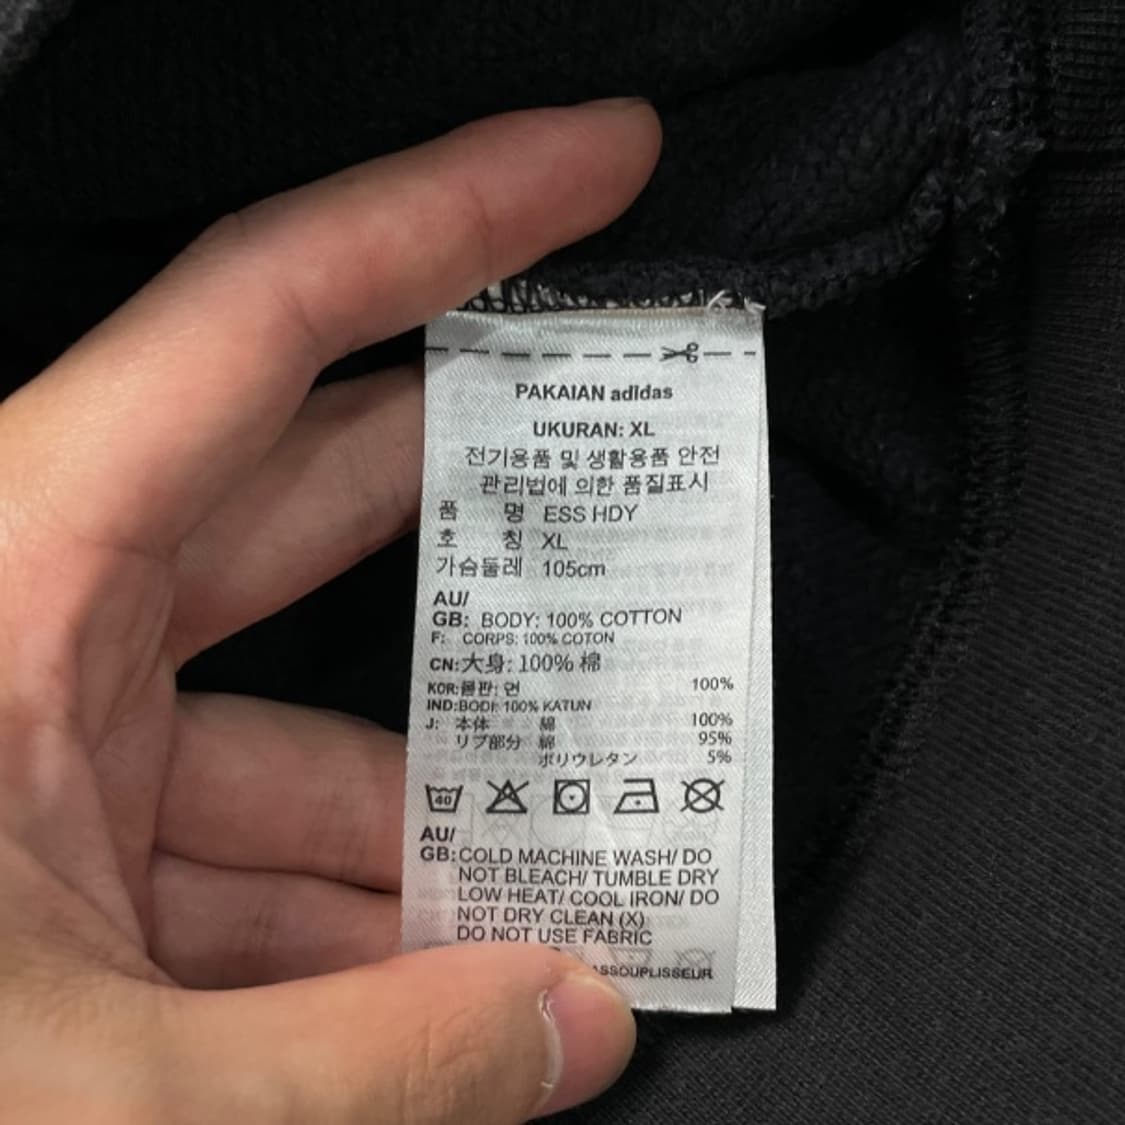 PAKAIAN adidas
UKURAN: XL
전기용품 및 생활용품 안전
관리법에 의한 품질표시
품 명 ESS HDY
호 칭 XL
가슴둘레 105cm
AU/
GB: BODY: 100% COTTON
F: CORPS: 100% COTON
CN:大身: 100% 棉
KOR:몸판: 면 100%
IND:BODI: 100% KATUN
J: 本体 綿 100%
リブ部分 綿 95%
ポリウレタン 5%
40
AU/
GB:COLD MACHINE WASH/ DO
NOT BLEACH/ TUMBLE DRY
LOW HEAT/ COOL IRON/ DO
NOT DRY CLEAN (X)
DO NOT USE FABRIC
ASSOUPLISSEUR